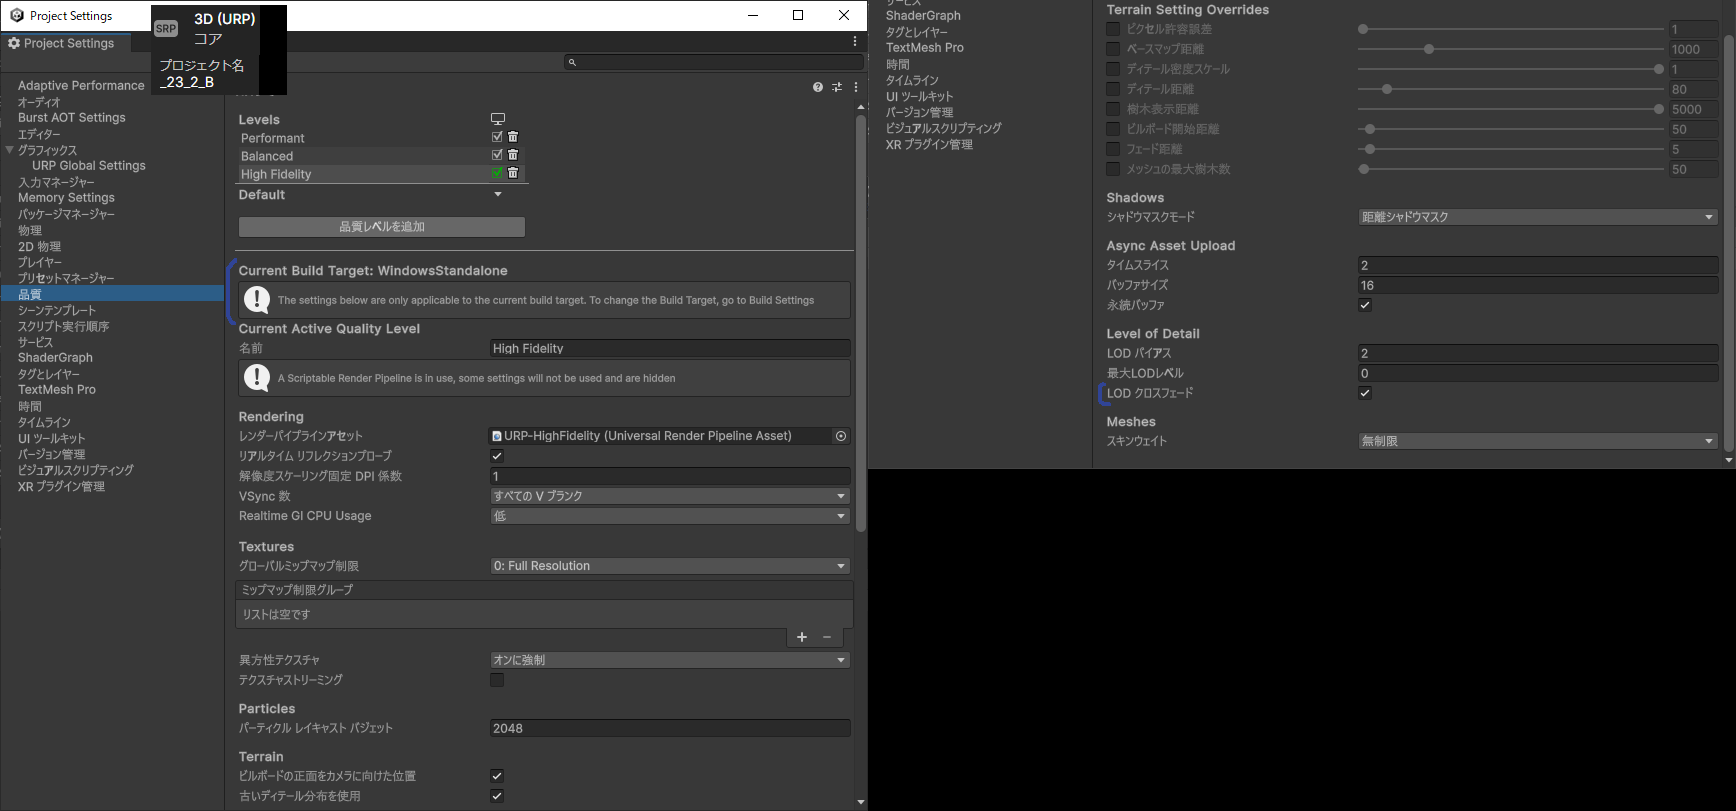 Project Settings
SRP
3D (URP)
コア
プロジェクト名
_23_2_B
Project Settings
Adaptive Performance
オーディオ
Burst AOT Settings
エディター
グラフィックス
URP Global Settings
入力マネージャー
Memory Settings
パッケージマネージャー
物理
2D 物理
プレイヤー
プリセットマネージャー
品質
シーンテンプレート
スクリプト実行順序
サービス
ShaderGraph
タグとレイヤー
TextMesh Pro
時間
タイムライン
UI ツールキット
バージョン管理
ビジュアルスクリプティング
XR プラグイン管理
Levels
Performant
Balanced
High Fidelity
Default
品質レベルを追加
Current Build Target: WindowsStandalone
The settings below are only applicable to the current build target. To change the Build Target, go to Build Settings
Current Active Quality Level
名前 High Fidelity
A Scriptable Render Pipeline is in use, some settings will not be used and are hidden
Rendering
レンダーパイプラインアセット URP-HighFidelity (Universal Render Pipeline Asset)
リアルタイム リフレクションプローブ
解像度スケーリング固定 DPI 係数 1
VSync 数 すべての V ブランク
Realtime GI CPU Usage 低
Textures
グローバルミップマップ制限 0: Full Resolution
ミップマップ制限グループ
リストは空です
異方性テクスチャ オンに強制
テクスチャストリーミング
Particles
パーティクル レイキャスト バジェット 2048
Terrain
ビルボードの正面をカメラに向けた位置
古いディテール分布を使用
ShaderGraph
タグとレイヤー
TextMesh Pro
時間
タイムライン
UI ツールキット
バージョン管理
ビジュアルスクリプティング
XR プラグイン管理
Terrain Setting Overrides
ピクセル許容誤差 1
ベースマップ距離 1000
ディテール密度スケール 1
ディテール距離 80
樹木表示距離 5000
ビルボード開始距離 50
フェード距離 5
メッシュの最大樹木数 50
Shadows
シャドウマスクモード 距離シャドウマスク
Async Asset Upload
タイムスライス 2
バッファサイズ 16
永続バッファ
Level of Detail
LOD バイアス 2
最大LODレベル 0
LOD クロスフェード
Meshes
スキンウェイト 無制限